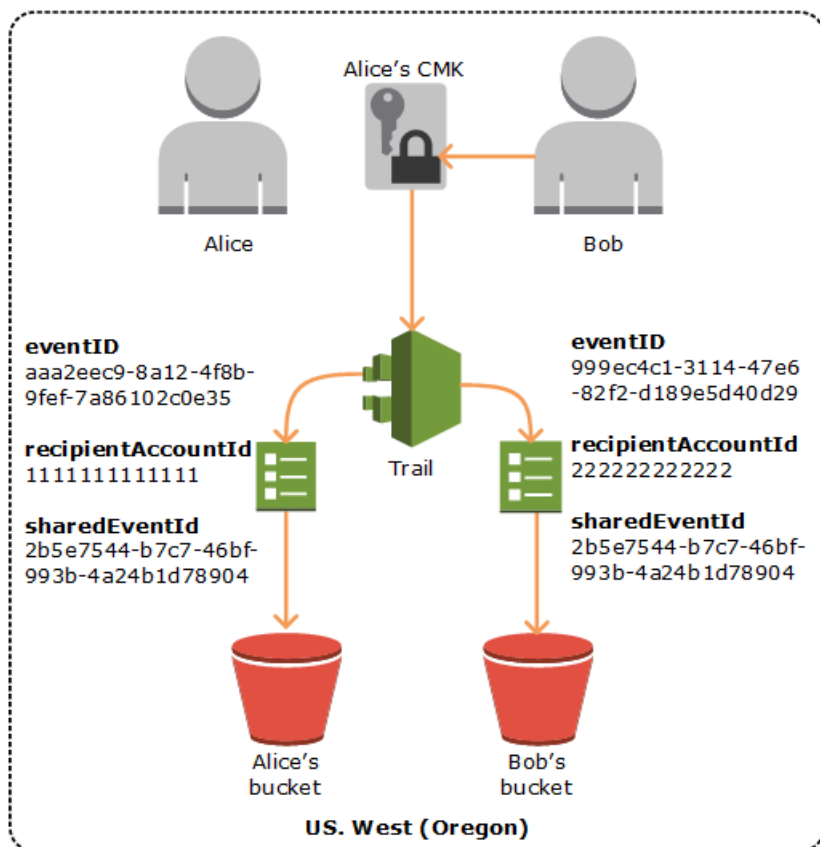 Alice's CMK
Alice
Bob
eventID
aaa2eec9-8a12-4f8b-
9fef-7a86102c0e35
recipientAccountId
1111111111111
sharedEventId
2b5e7544-b7c7-46bf-
993b-4a24b1d78904
Trail
eventID
999ec4c1-3114-47e6
-82f2-d189e5d40d29
recipientAccountId
222222222222
sharedEventId
2b5e7544-b7c7-46bf-
993b-4a24b1d78904
Alice's
bucket
Bob's
bucket
US. West (Oregon)